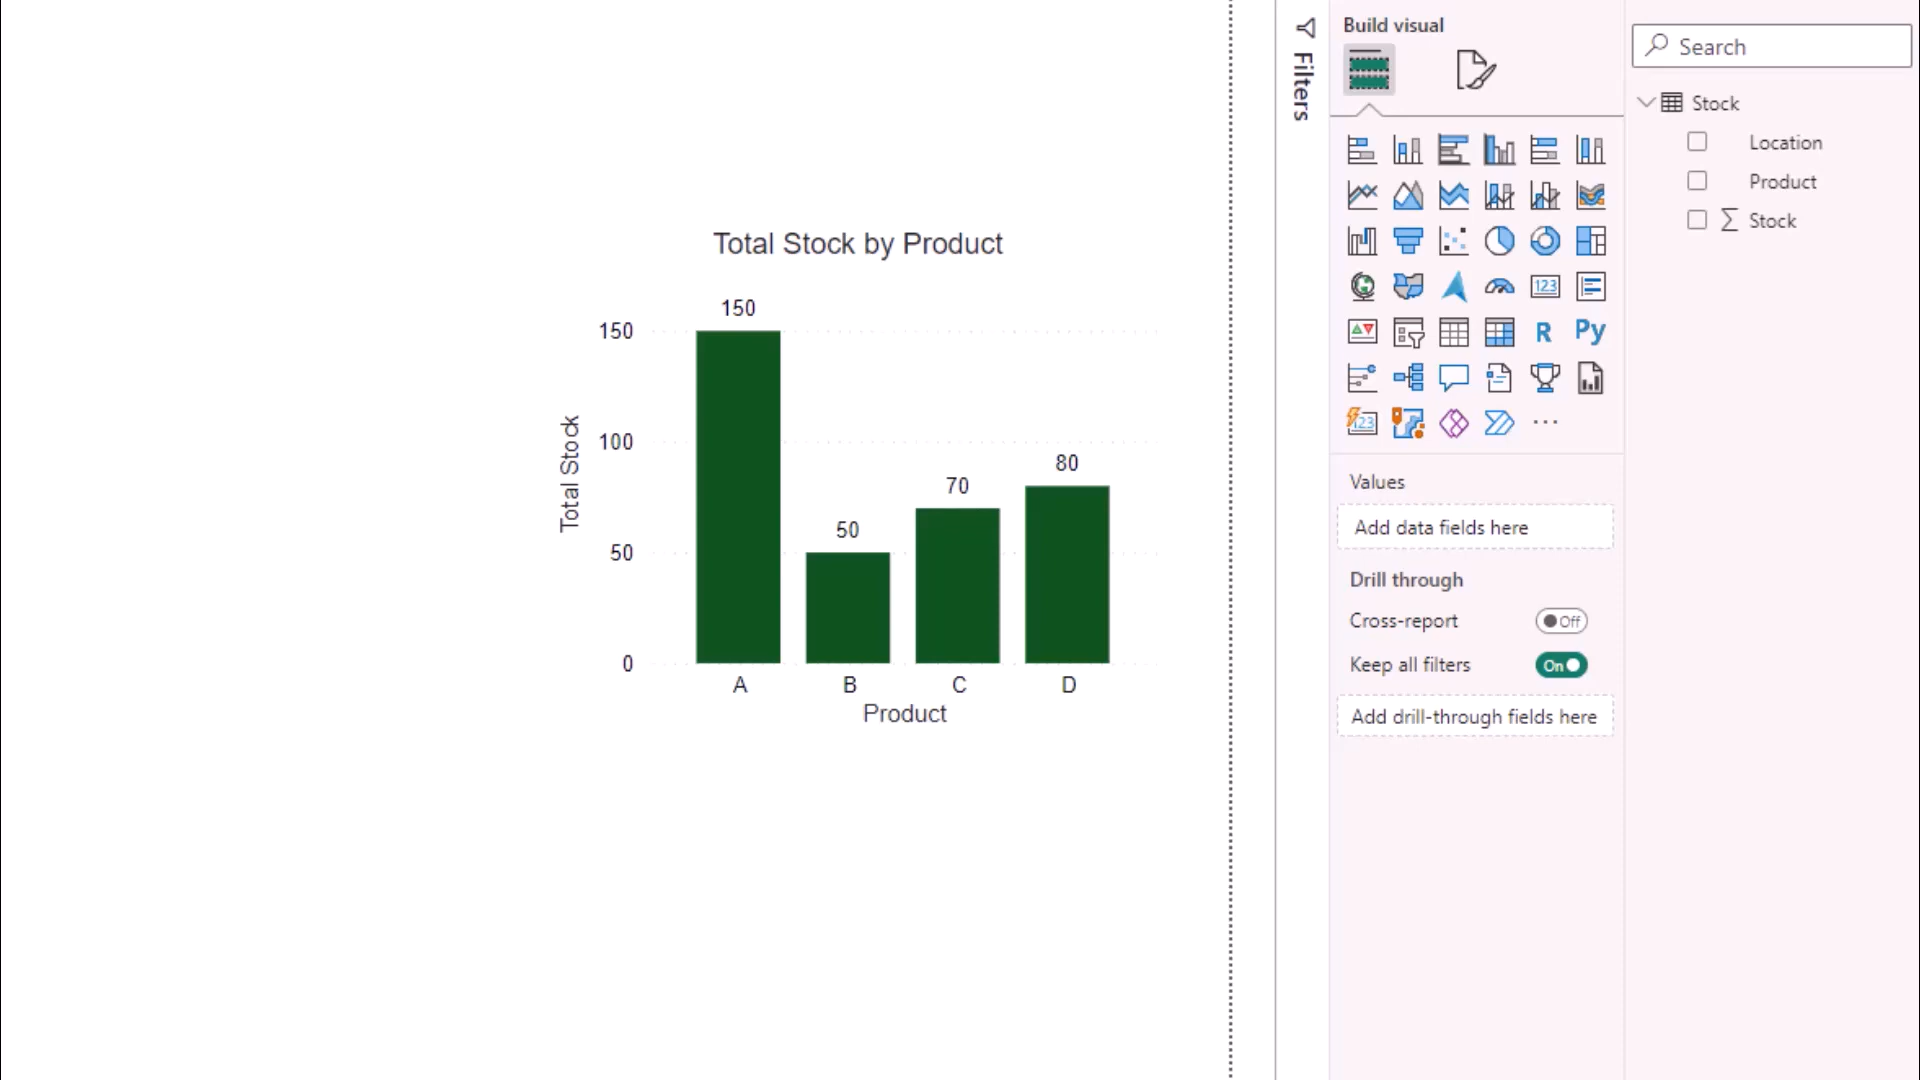 Total Stock by Product
150
150
100
50
0
Total Stock
50
70
80
A
B
C
D
Product
Filters
Build visual
123
R
Py
123
...
Values
Add data fields here
Drill through
Cross-report
Off
Keep all filters
On
Add drill-through fields here
Search
Stock
Location
Product
∑ Stock